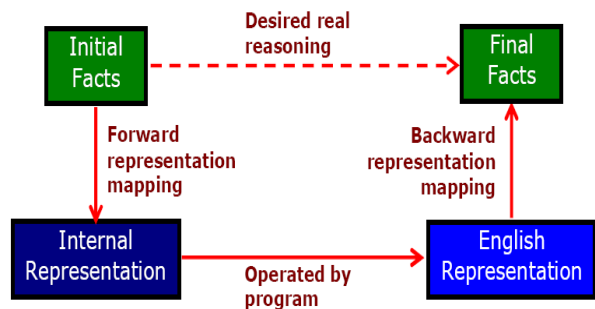 Desired real
reasoning
Initial
Facts
Final
Facts
Forward
representation
mapping
Backward
representation
mapping
Internal
Representation
English
Representation
Operated by
program